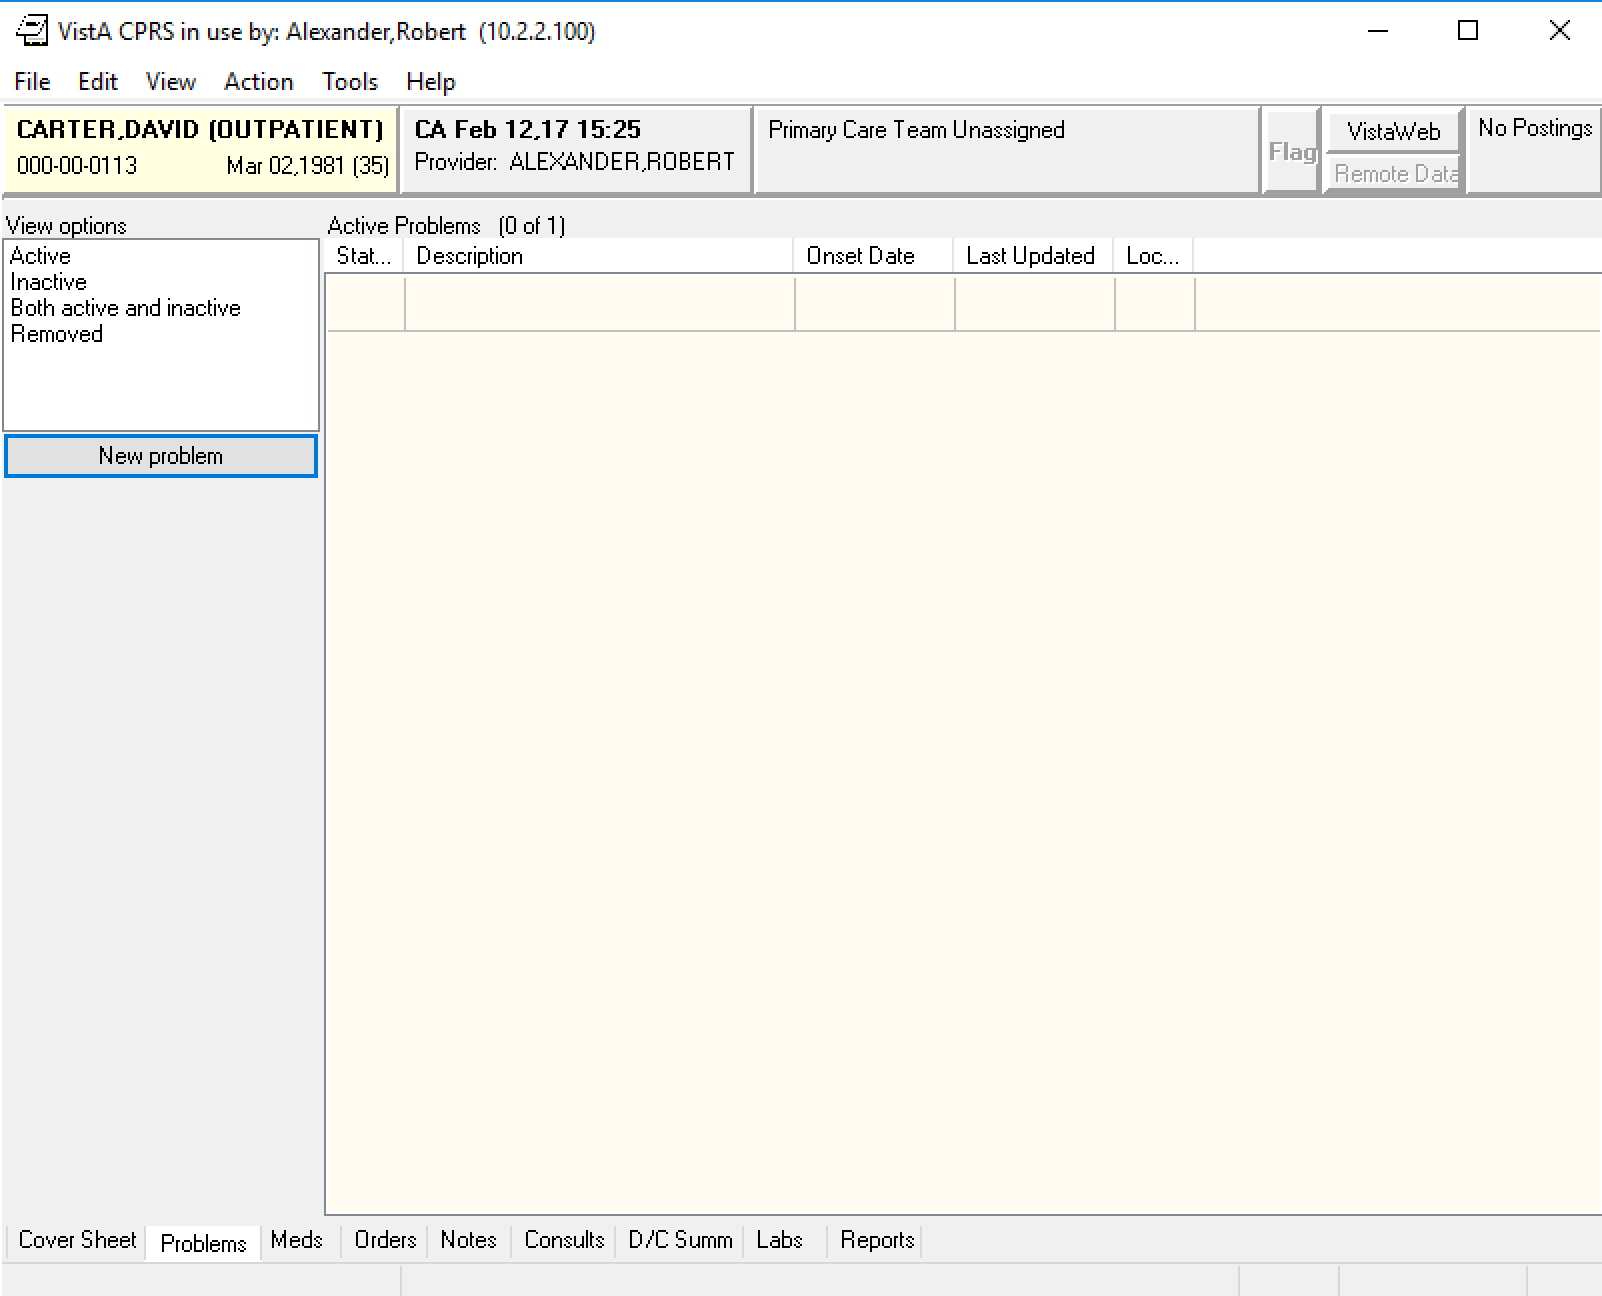 VistA CPRS in use by: Alexander,Robert (10.2.2.100)
File Edit View Action Tools Help
CARTER,DAVID (OUTPATIENT)
000-00-0113 Mar 02,1981 (35)
CA Feb 12,17 15:25
Provider: ALEXANDER,ROBERT
Primary Care Team Unassigned
Flag
VistaWeb
Remote Data
No Postings
View options
Active
Inactive
Both active and inactive
Removed
New problem
Active Problems (0 of 1)
Stat... Description Onset Date Last Updated Loc...
Cover Sheet Problems Meds Orders Notes Consults D/C Summ Labs Reports